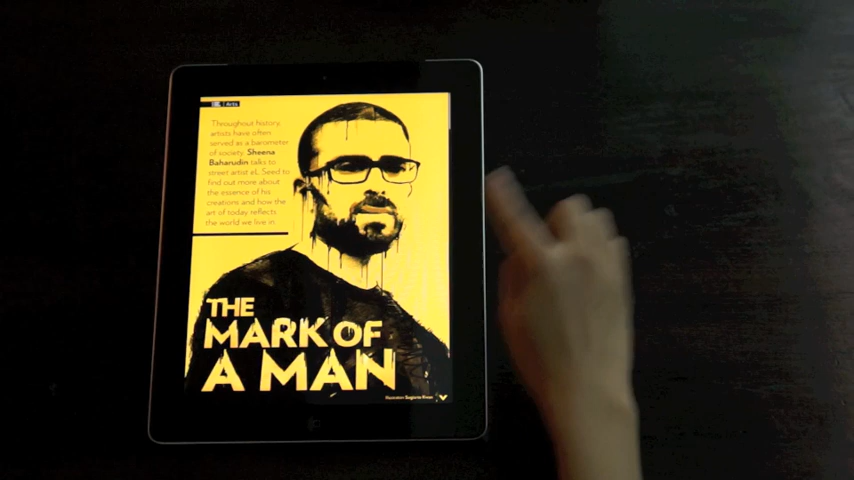 Arts
Throughout history
artists have often
served as a barometer
of society. Sheena
Baharudin talks to
street artist eL Seed to
find out more about
the essence of his
creations and how the
art of today reflects
the world we live in.
THE
MARK OF
A MAN
Illustration: